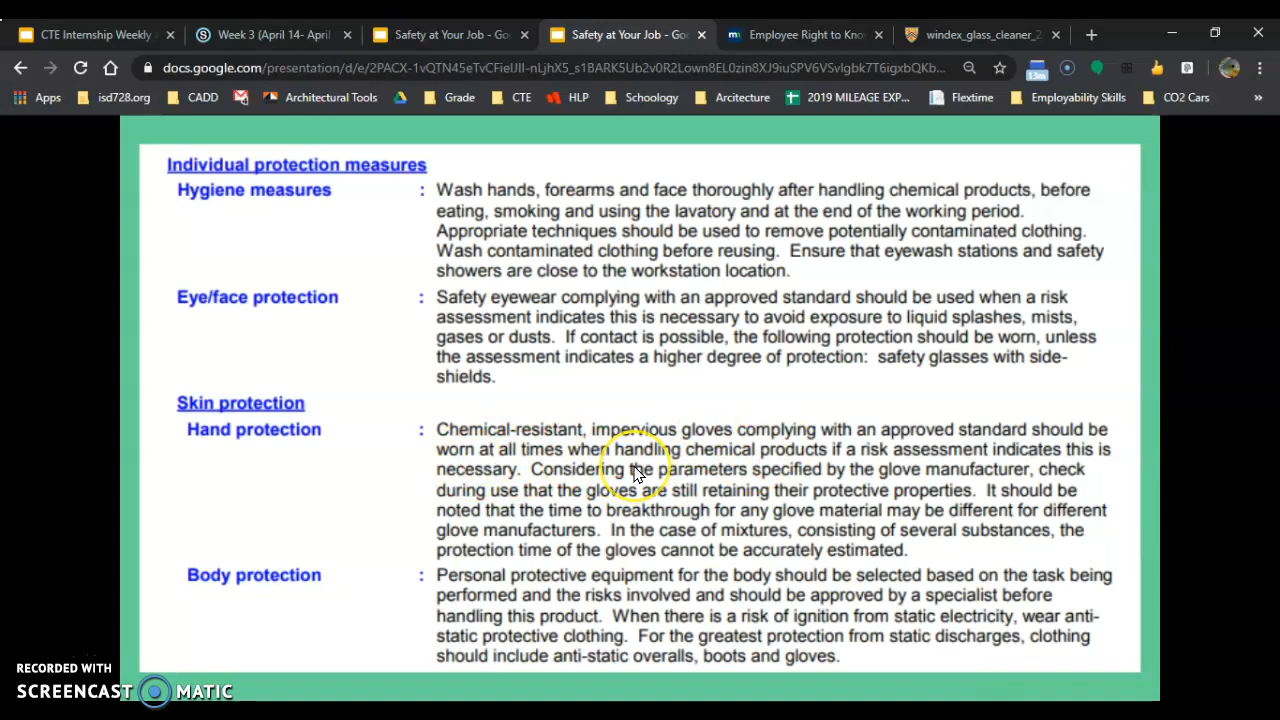 CTE Internship Weekly
Week 3 (April 14- April
Safety at Your Job - Goo
Safety at Your Job - Goo
Employee Right to Kno
windex_glass_cleaner_2
Apps
isd728.org
CADD
Architectural Tools
Grade
CTE
HLP
Schoology
Arcitecture
2019 MILEAGE EXP...
Flextime
Employability Skills
CO2 Cars
»
13m
Individual protection measures
Hygiene measures : Wash hands, forearms and face thoroughly after handling chemical products, before
eating, smoking and using the lavatory and at the end of the working period.
Appropriate techniques should be used to remove potentially contaminated clothing.
Wash contaminated clothing before reusing. Ensure that eyewash stations and safety
showers are close to the workstation location.
Eye/face protection : Safety eyewear complying with an approved standard should be used when a risk
assessment indicates this is necessary to avoid exposure to liquid splashes, mists,
gases or dusts. If contact is possible, the following protection should be worn, unless
the assessment indicates a higher degree of protection: safety glasses with side-
shields.
Skin protection
Hand protection : Chemical-resistant, impervious gloves complying with an approved standard should be
worn at all times when handling chemical products if a risk assessment indicates this is
necessary. Considering the parameters specified by the glove manufacturer, check
during use that the gloves are still retaining their protective properties. It should be
noted that the time to breakthrough for any glove material may be different for different
glove manufacturers. In the case of mixtures, consisting of several substances, the
protection time of the gloves cannot be accurately estimated.
Body protection : Personal protective equipment for the body should be selected based on the task being
performed and the risks involved and should be approved by a specialist before
handling this product. When there is a risk of ignition from static electricity, wear anti-
static protective clothing. For the greatest protection from static discharges, clothing
should include anti-static overalls, boots and gloves.
RECORDED WITH
SCREENCAST MATIC